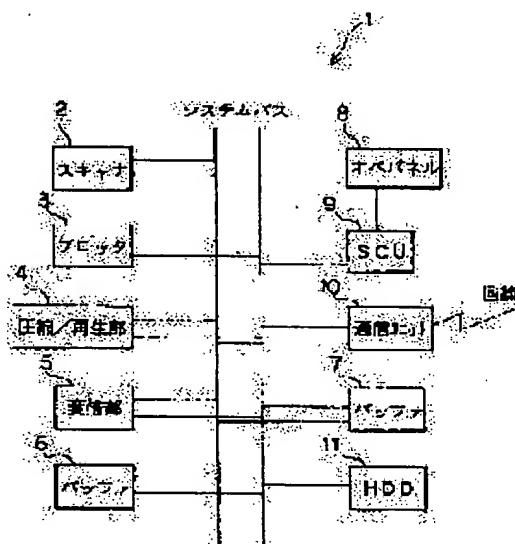 1
システムバス
2
スキャナ
3
プロッタ
4
圧縮／再生部
5
変倍部
6
バッファ
8
オペパネル
9
SCU
10
回線
通信ユニット
7
バッファ
11
HDD